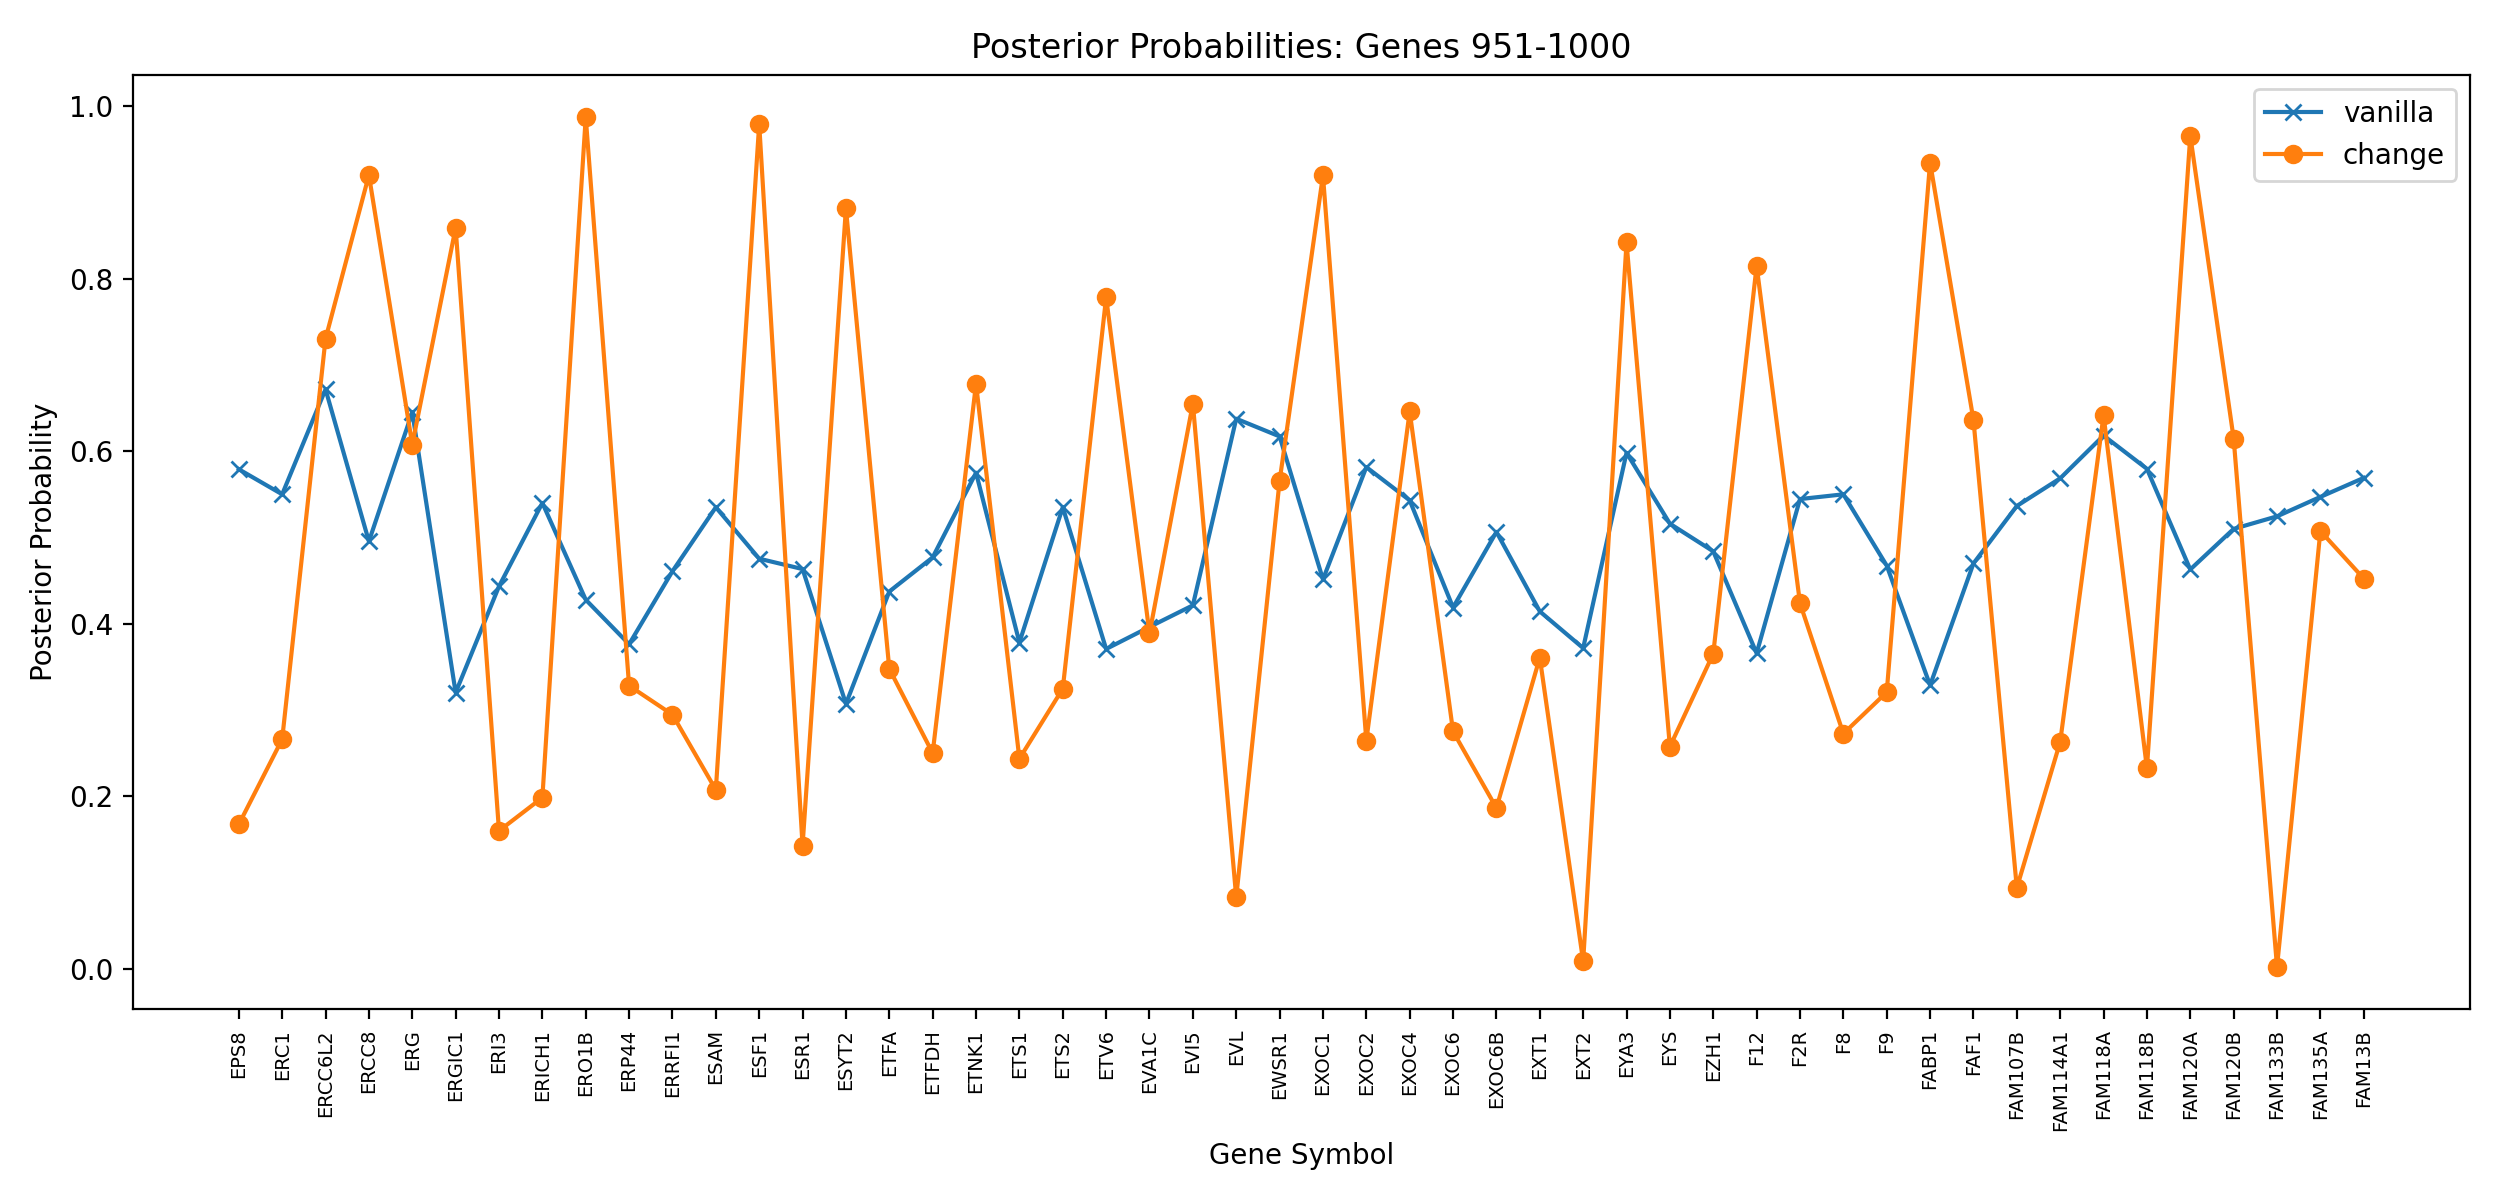 Posterior Probabilities: Genes 951-1000
vanilla
change
Posterior Probability
1.0
0.8
0.6
0.4
0.2
0.0
EPS8
ERC1
ERCC6L2
ERCC8
ERG
ERGIC1
ERI3
ERICH1
ERO1B
ERP44
ERRFI1
ESAM
ESF1
ESR1
ESYT2
ETFA
ETFDH
ETNK1
ETS1
ETS2
ETV6
EVA1C
EVI5
EVL
EWSR1
EXOC1
EXOC2
EXOC4
EXOC6
EXOC6B
EXT1
EXT2
EYA3
EYS
EZH1
F12
F2R
F8
F9
FABP1
FAF1
FAM107B
FAM114A1
FAM118A
FAM118B
FAM120A
FAM120B
FAM133B
FAM135A
FAM13B
Gene Symbol